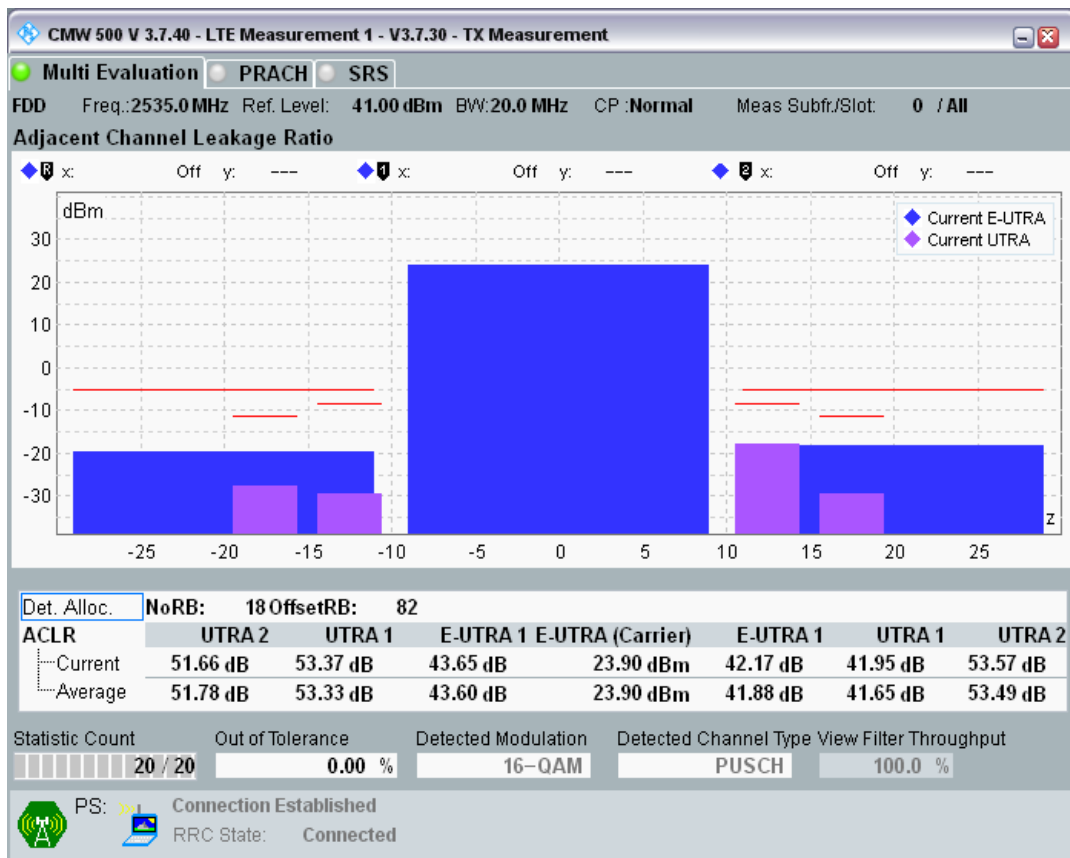 CMW 500 V 3.7.40 - LTE Measurement 1 - V3.7.30 - TX Measurement
Multi Evaluation PRACH SRS
FDD Freq.:2535.0 MHz Ref. Level: 41.00 dBm BW:20.0 MHz CP :Normal Meas Subfr./Slot: 0 / All
Adjacent Channel Leakage Ratio
R x: Off y: --- 1 x: Off y: --- 2 x: Off y: ---
dBm
Current E-UTRA
Current UTRA
30
20
10
0
-10
-20
-30
z
-25 -20 -15 -10 -5 0 5 10 15 20 25
Det. Alloc. NoRB: 18 OffsetRB: 82
ACLR UTRA 2 UTRA 1 E-UTRA 1 E-UTRA (Carrier) E-UTRA 1 UTRA 1 UTRA 2
Current 51.66 dB 53.37 dB 43.65 dB 23.90 dBm 42.17 dB 41.95 dB 53.57 dB
Average 51.78 dB 53.33 dB 43.60 dB 23.90 dBm 41.88 dB 41.65 dB 53.49 dB
Statistic Count Out of Tolerance Detected Modulation Detected Channel Type View Filter Throughput
20 / 20 0.00 % 16-QAM PUSCH 100.0 %
PS: Connection Established
RRC State: Connected